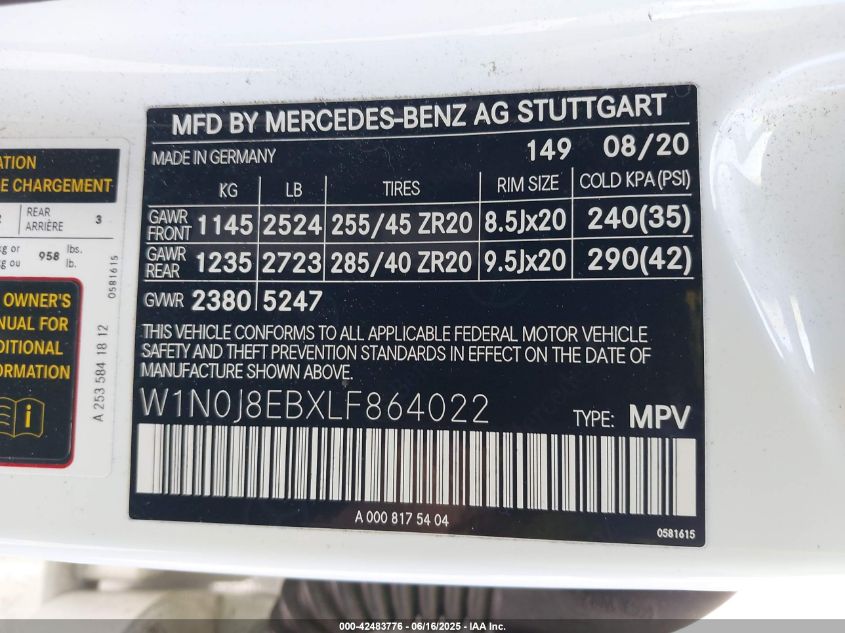 ATION
E CHARGEMENT
REAR
ARRIÈRE
3
kg or
kg ou
958
lbs.
lb.
0581615
OWNER'S
NUAL FOR
DITIONAL
FORMATION
A 253 584 18 12
MFD BY MERCEDES-BENZ AG STUTTGART
MADE IN GERMANY 149 08/20
KG LB TIRES RIM SIZE COLD KPA (PSI)
GAWR FRONT 1145 2524 255/45 ZR20 8.5Jx20 240(35)
GAWR REAR 1235 2723 285/40 ZR20 9.5Jx20 290(42)
GVWR 2380 5247
THIS VEHICLE CONFORMS TO ALL APPLICABLE FEDERAL MOTOR VEHICLE
SAFETY AND THEFT PREVENTION STANDARDS IN EFFECT ON THE DATE OF
MANUFACTURE SHOWN ABOVE.
W1N0J8EBXLF864022 TYPE: MPV
A 000 817 54 04
0581615
000-42483776 - 06/16/2025 - IAA Inc.